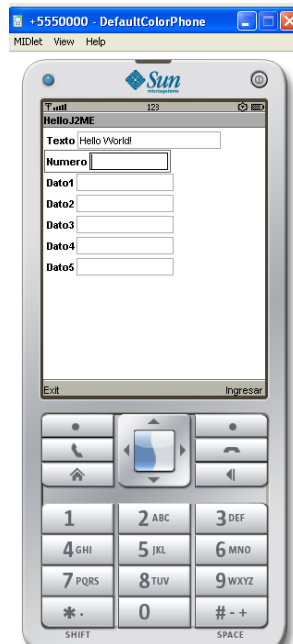 +5550000 - DefaultColorPhone
MIDlet View Help
Sun
microsystems
123
HelloJ2ME
Texto Hello World!
Numero
Dato1
Dato2
Dato3
Dato4
Dato5
Exit Ingresar
1 2 ABC 3 DEF
4 GHI 5 JKL 6 MNO
7 PQRS 8 TUV 9 WXYZ
* . 0 # - +
SHIFT SPACE